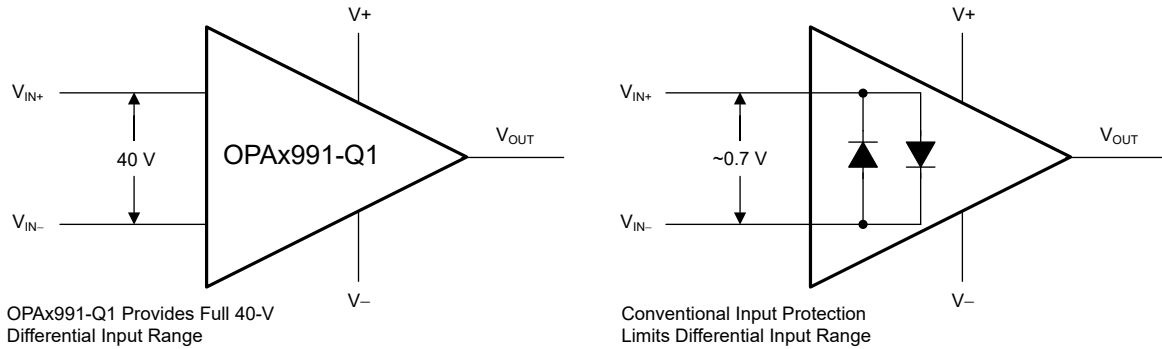 V+
V+
VIN+
VIN+
VOUT
VOUT
40 V
OPAx991-Q1
~0.7 V
VIN–
VIN–
V–
V–
OPAx991-Q1 Provides Full 40-V
Differential Input Range
Conventional Input Protection
Limits Differential Input Range